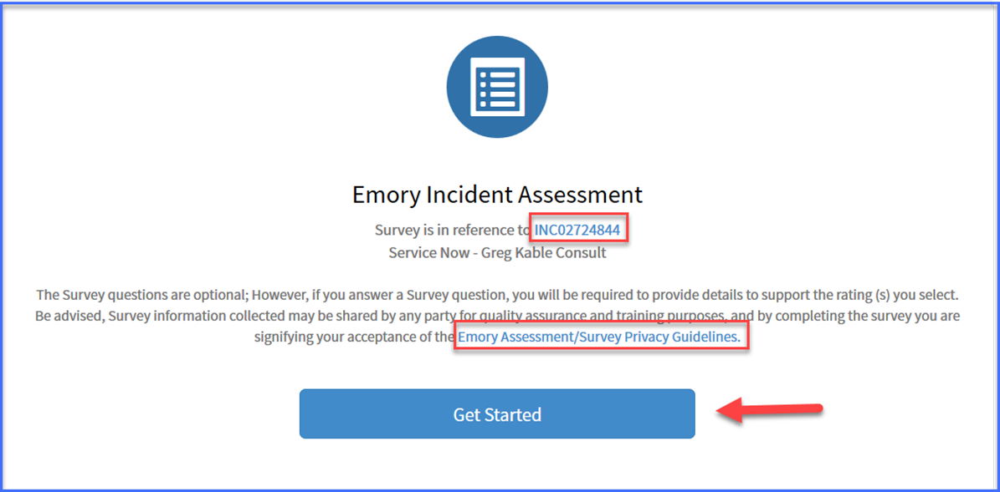 Emory Incident Assessment
Survey is in reference to INC02724844
Service Now - Greg Kable Consult
The Survey questions are optional; However, if you answer a Survey question, you will be required to provide details to support the rating (s) you select.
Be advised, Survey information collected may be shared by any party for quality assurance and training purposes, and by completing the survey you are
signifying your acceptance of the Emory Assessment/Survey Privacy Guidelines.
Get Started